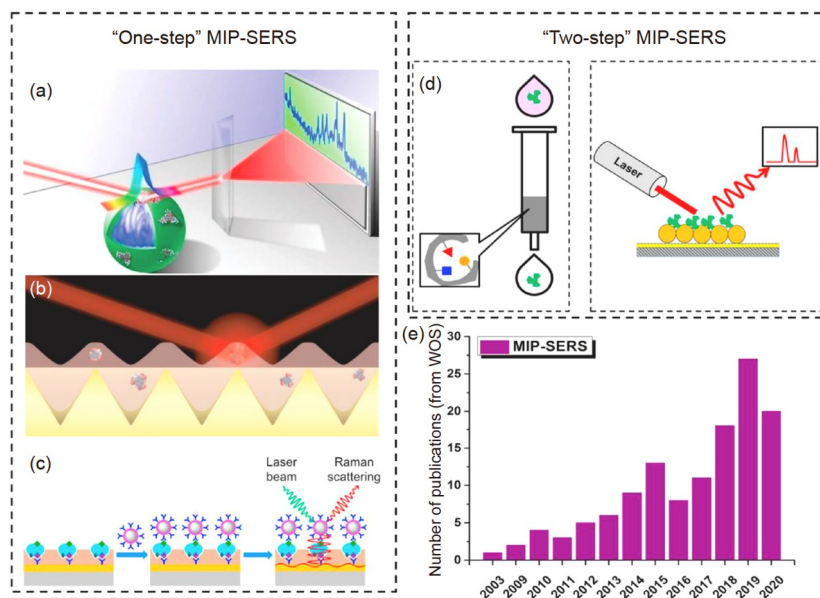 “One-step” MIP-SERS
(a)
(b)
(c)
Laser
beam
Raman
scattering
“Two-step” MIP-SERS
(d)
Laser
(e)
Number of publications (from WOS)
30
25
20
15
10
5
0
MIP-SERS
2003 2009 2010 2011 2012 2013 2014 2015 2016 2017 2018 2019 2020